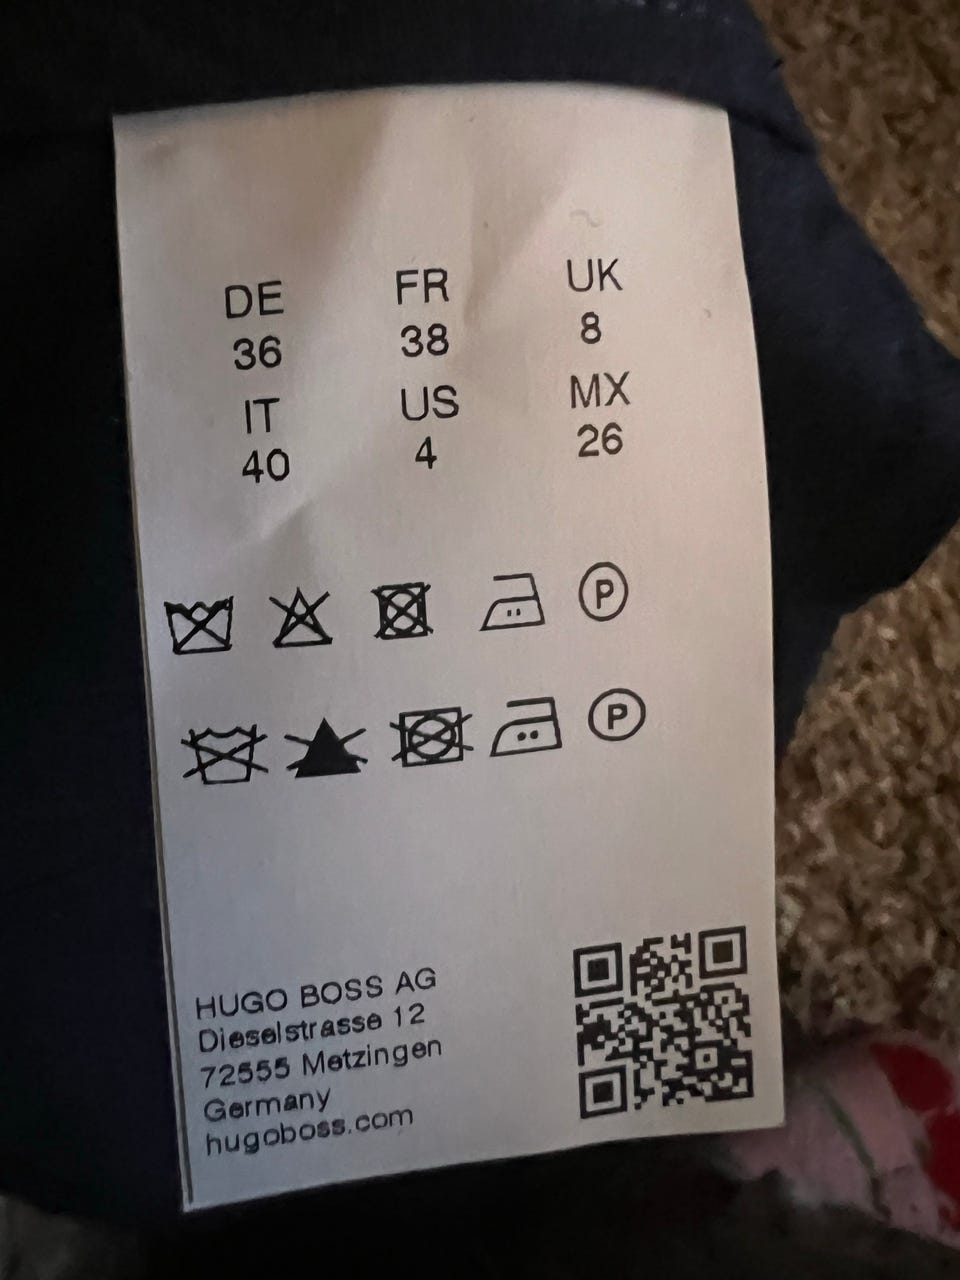 DE FR UK
36 38 8
IT US MX
40 4 26
P
P
HUGO BOSS AG
Dieselstrasse 12
72555 Metzingen
Germany
hugoboss.com